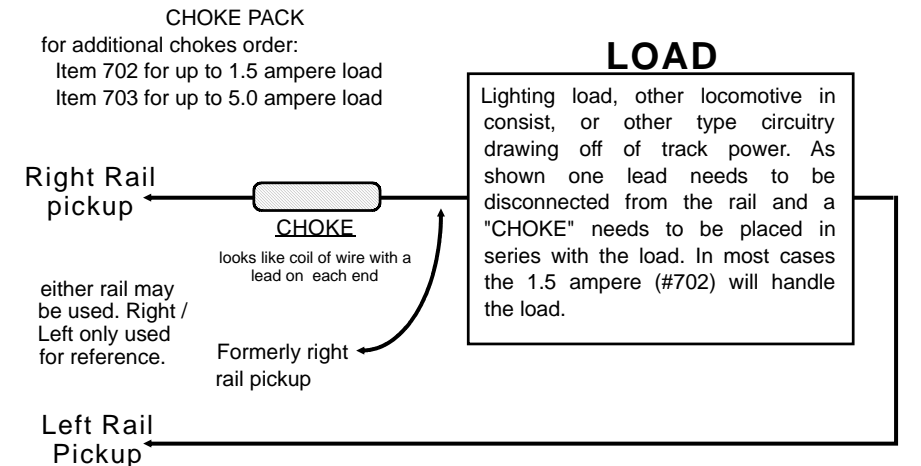 CHOKE PACK
for additional chokes order:
Item 702 for up to 1.5 ampere load
Item 703 for up to 5.0 ampere load
LOAD
Lighting load, other locomotive in
consist, or other type circuitry
drawing off of track power. As
shown one lead needs to be
disconnected from the rail and a
"CHOKE" needs to be placed in
series with the load. In most cases
the 1.5 ampere (#702) will handle
the load.
Right Rail
pickup
CHOKE
looks like coil of wire with a
lead on each end
either rail may
be used. Right /
Left only used
for reference.
Formerly right
rail pickup
Left Rail
Pickup